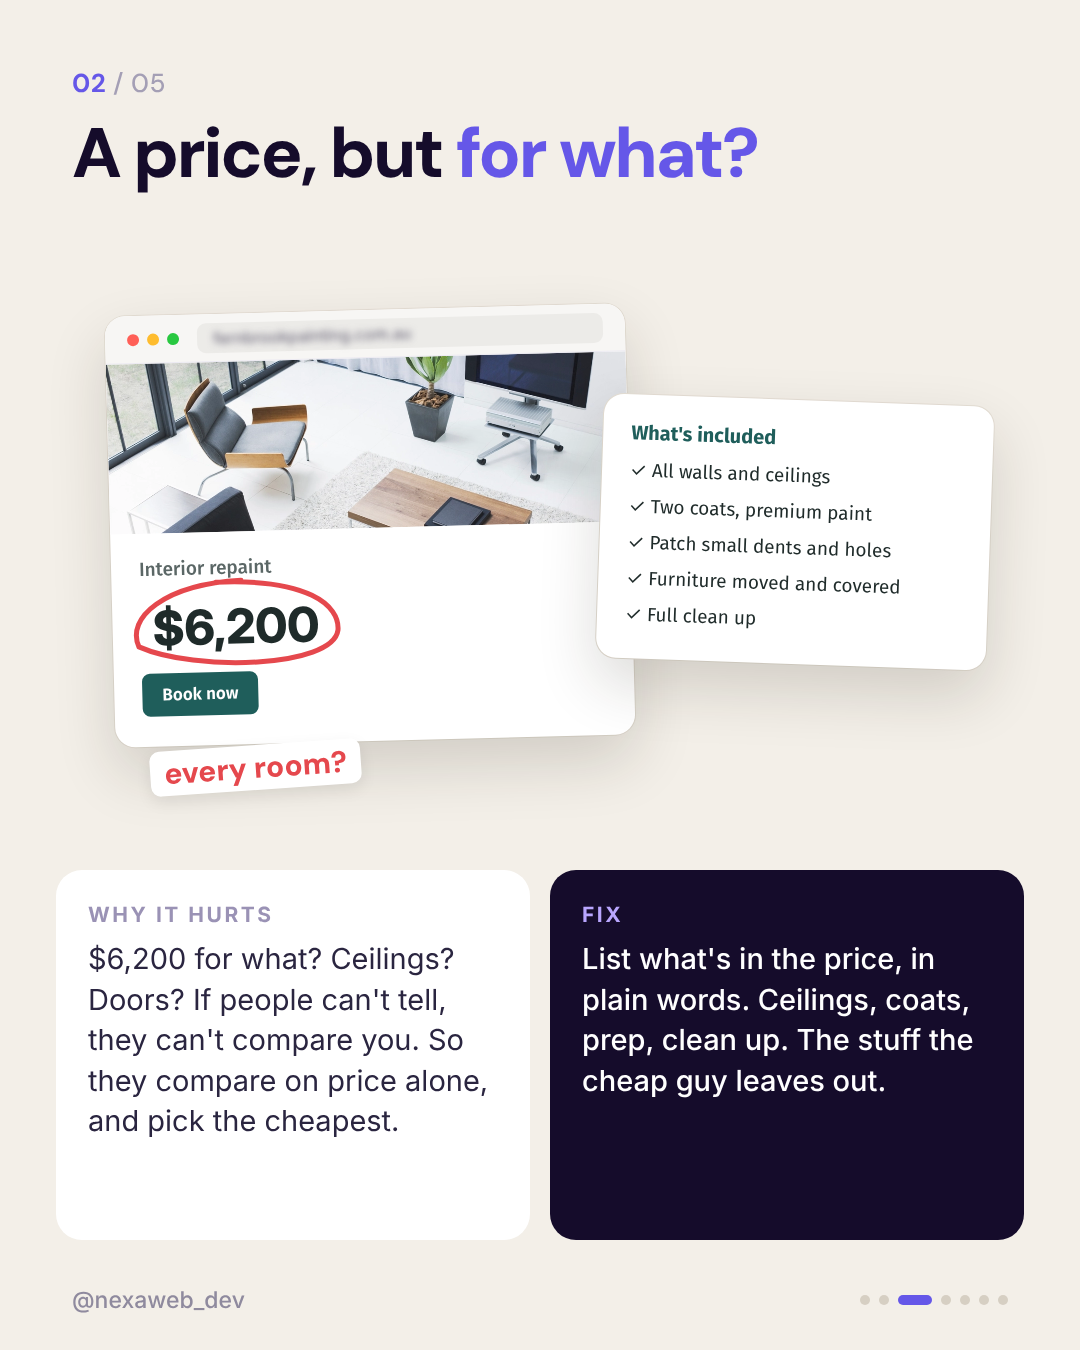 02 / 05
A price, but for what?
Interior repaint
$6,200
Book now
every room?
What's included
All walls and ceilings
Two coats, premium paint
Patch small dents and holes
Furniture moved and covered
Full clean up
WHY IT HURTS
$6,200 for what? Ceilings?
Doors? If people can't tell,
they can't compare you. So
they compare on price alone,
and pick the cheapest.
FIX
List what's in the price, in
plain words. Ceilings, coats,
prep, clean up. The stuff the
cheap guy leaves out.
@nexaweb_dev